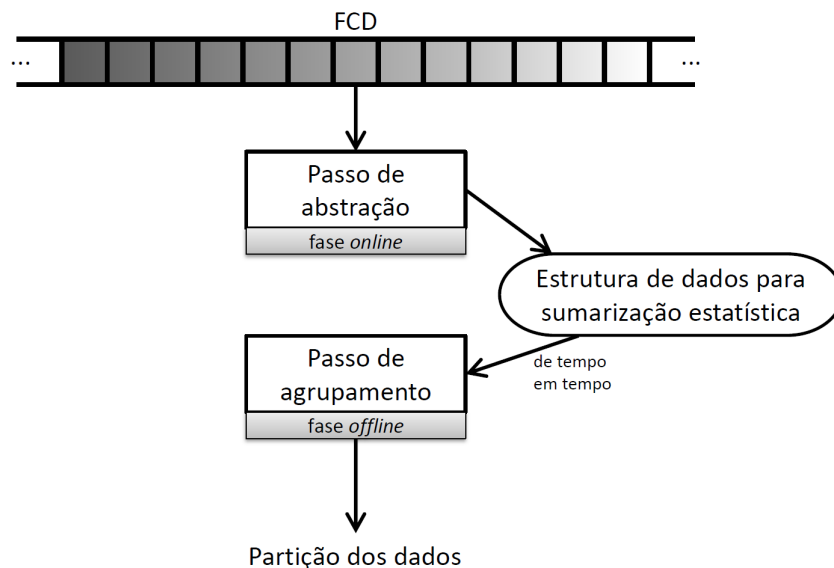 FCD
... ...
Passo de
abstração
fase online
Estrutura de dados para
sumarização estatística
de tempo
em tempo
Passo de
agrupamento
fase offline
Partição dos dados